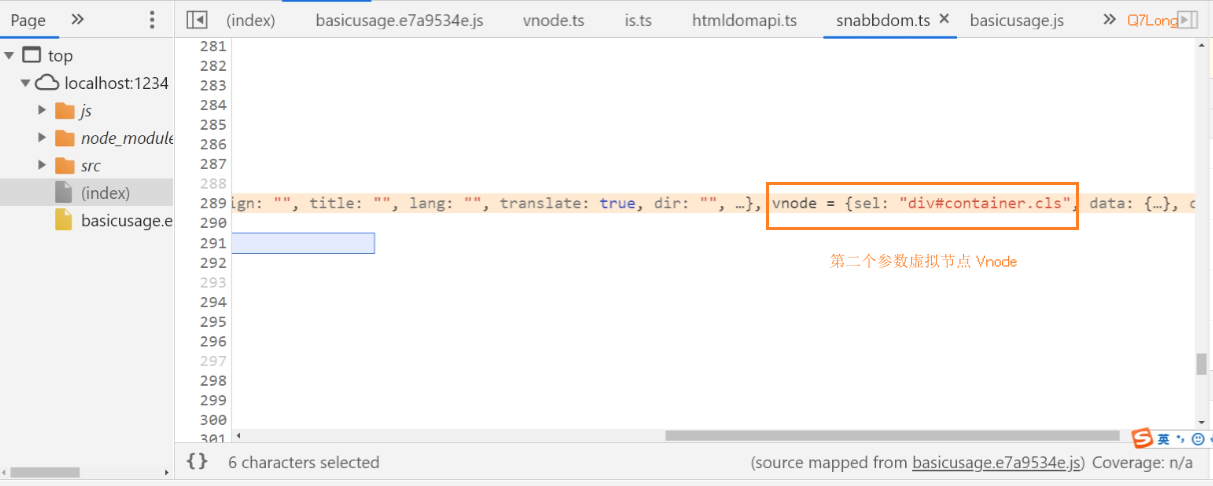 Page
(index) basicusage.e7a9534e.js vnode.ts is.ts htmldomapi.ts snabbdom.ts basicusage.js Q7Long
top
localhost:1234
js
node_module
src
(index)
basicusage.e
281
282
283
284
285
286
287
288
289 ign: "", title: "", lang: "", translate: true, dir: "", …}, vnode = {sel: "div#container.cls", data: {…}, c
290
291
292
293
294
295
296
297
298
299
300
301
第二个参数虚拟节点 Vnode
英
{} 6 characters selected (source mapped from basicusage.e7a9534e.js) Coverage: n/a